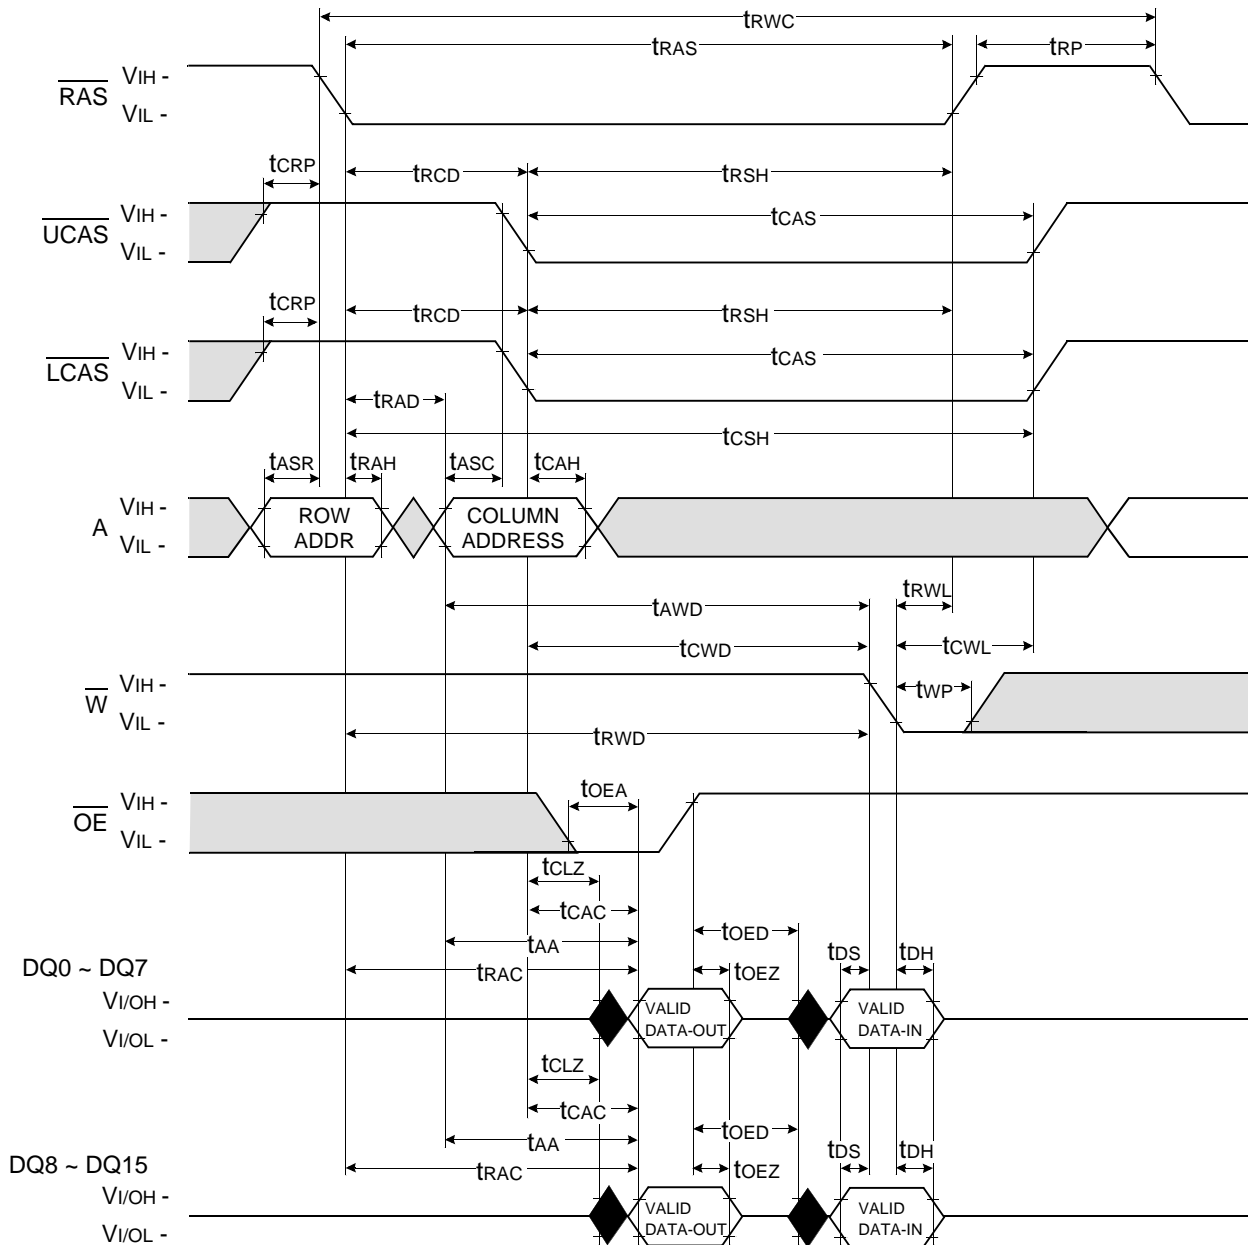 tRWC
tRAS
tRP
RAS
VIH -
VIL -
tCRP
tRCD
tRSH
UCAS
VIH -
VIL -
tCAS
tCRP
tRCD
tRSH
LCAS
VIH -
VIL -
tCAS
tRAD
tCSH
tASR
tRAH
tASC
tCAH
A
VIH -
VIL -
ROW
ADDR
COLUMN
ADDRESS
tAWD
tRWL
tCWD
tCWL
W
VIH -
VIL -
tWP
tRWD
OE
VIH -
VIL -
tOEA
tCLZ
tCAC
tAA
tOED
tRAC
tOEZ
tDS
tDH
DQ0 ~ DQ7
VI/OH -
VI/OL -
VALID
DATA-OUT
VALID
DATA-IN
tCLZ
tCAC
tAA
tOED
tRAC
tOEZ
tDS
tDH
DQ8 ~ DQ15
VI/OH -
VI/OL -
VALID
DATA-OUT
VALID
DATA-IN